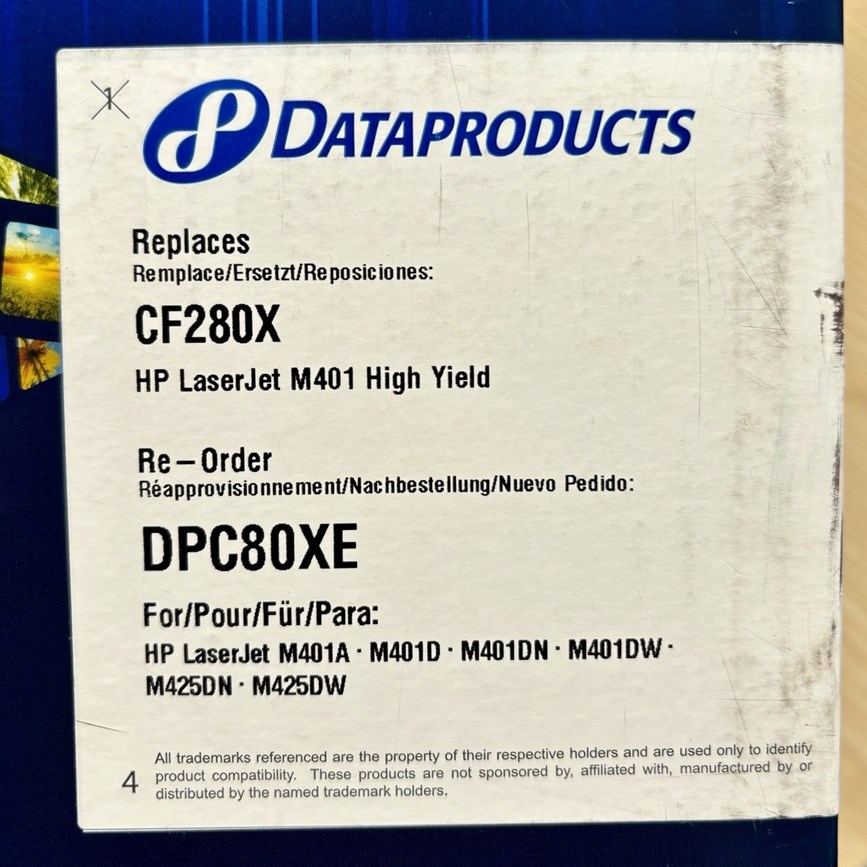 1
DATAPRODUCTS
Replaces
Remplace/Ersetzt/Reposiciones:
CF280X
HP LaserJet M401 High Yield
Re-Order
Réapprovisionnement/Nachbestellung/Nuevo Pedido:
DPC80XE
For/Pour/Für/Para:
HP LaserJet M401A · M401D · M401DN · M401DW ·
M425DN · M425DW
All trademarks referenced are the property of their respective holders and are used only to identify
4 product compatibility. These products are not sponsored by, affiliated with, manufactured by or
distributed by the named trademark holders.